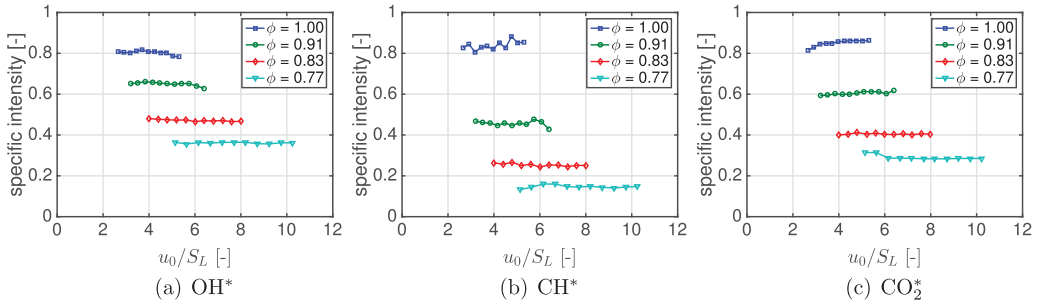 specific intensity [-]
1
0.8
0.6
0.4
0.2
0
0 2 4 6 8 10 12
u₀/S_L [-]
ϕ = 1.00
ϕ = 0.91
ϕ = 0.83
ϕ = 0.77
(a) OH*
specific intensity [-]
1
0.8
0.6
0.4
0.2
0
0 2 4 6 8 10 12
u₀/S_L [-]
ϕ = 1.00
ϕ = 0.91
ϕ = 0.83
ϕ = 0.77
(b) CH*
specific intensity [-]
1
0.8
0.6
0.4
0.2
0
0 2 4 6 8 10 12
u₀/S_L [-]
ϕ = 1.00
ϕ = 0.91
ϕ = 0.83
ϕ = 0.77
(c) CO₂*